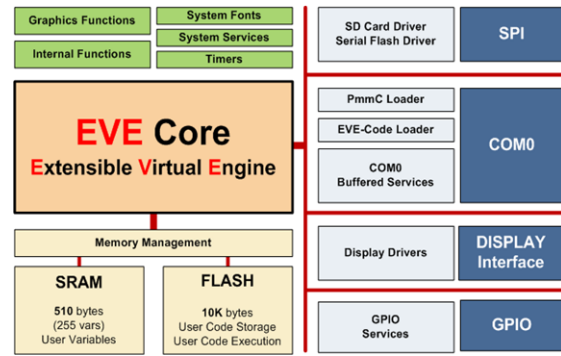 Graphics Functions
Internal Functions
System Fonts
System Services
Timers
EVE Core
Extensible Virtual Engine
Memory Management
SRAM
510 bytes
(255 vars)
User Variables
FLASH
10K bytes
User Code Storage
User Code Execution
SD Card Driver
Serial Flash Driver
SPI
PmmC Loader
EVE-Code Loader
COM0
Buffered Services
COM0
Display Drivers
DISPLAY
Interface
GPIO
Services
GPIO